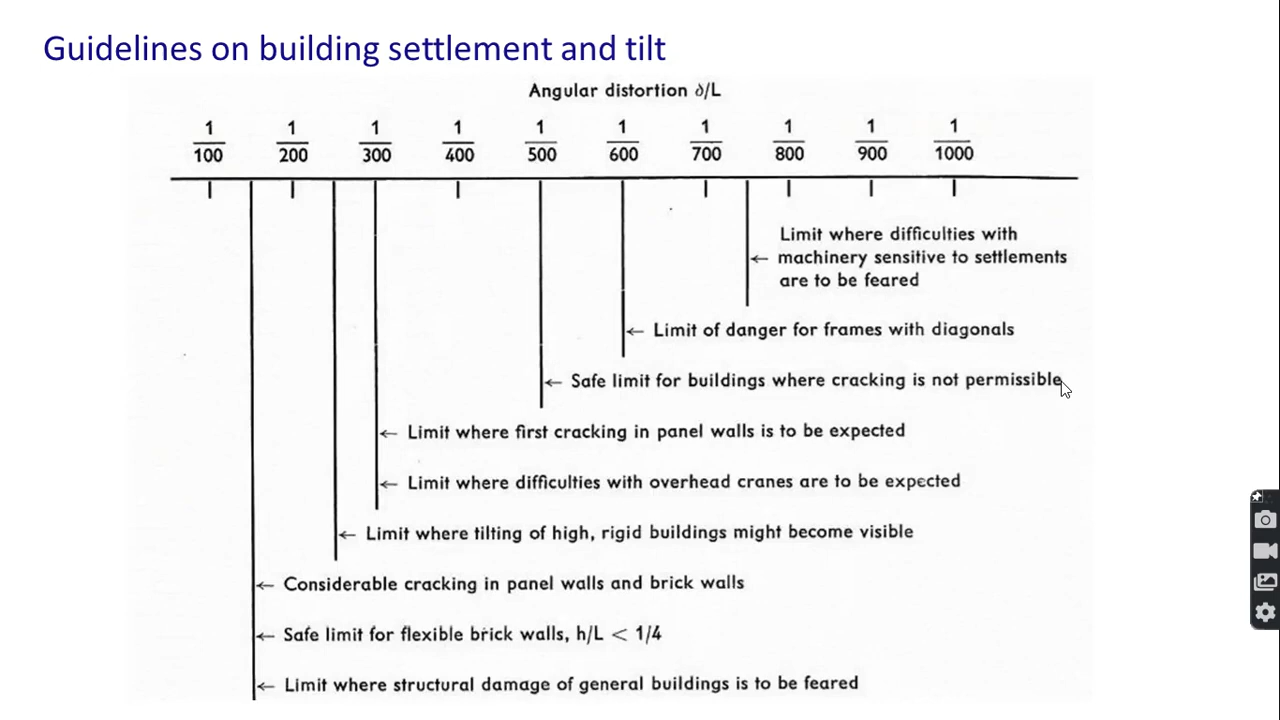 Guidelines on building settlement and tilt
Angular distortion δ/L
1/100 1/200 1/300 1/400 1/500 1/600 1/700 1/800 1/900 1/1000
Limit where difficulties with
← machinery sensitive to settlements
are to be feared
← Limit of danger for frames with diagonals
← Safe limit for buildings where cracking is not permissible
← Limit where first cracking in panel walls is to be expected
← Limit where difficulties with overhead cranes are to be expected
← Limit where tilting of high, rigid buildings might become visible
← Considerable cracking in panel walls and brick walls
← Safe limit for flexible brick walls, h/L < 1/4
← Limit where structural damage of general buildings is to be feared